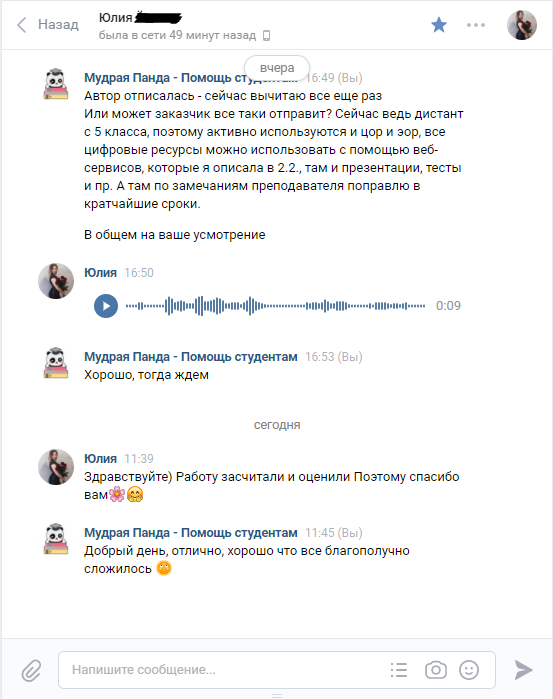 Назад
Юлия
была в сети 49 минут назад
вчера
Мудрая Панда - Помощь студентам 16:49 (Вы)
Автор отписалась - сейчас вычитаю все еще раз
Или может заказчик все таки отправит? Сейчас ведь дистант
с 5 класса, поэтому активно используются и цор и эор, все
цифровые ресурсы можно использовать с помощью веб-
сервисов, которые я описала в 2.2., там и презентации, тесты
и пр. А там по замечаниям преподавателя поправлю в
кратчайшие сроки.
В общем на ваше усмотрение
Юлия 16:50
0:09
Мудрая Панда - Помощь студентам 16:53 (Вы)
Хорошо, тогда ждем
сегодня
Юлия 11:39
Здравствуйте) Работу засчитали и оценили Поэтому спасибо
вам🌸🤗
Мудрая Панда - Помощь студентам 11:45 (Вы)
Добрый день, отлично, хорошо что все благополучно
сложилось
Напишите сообщение...